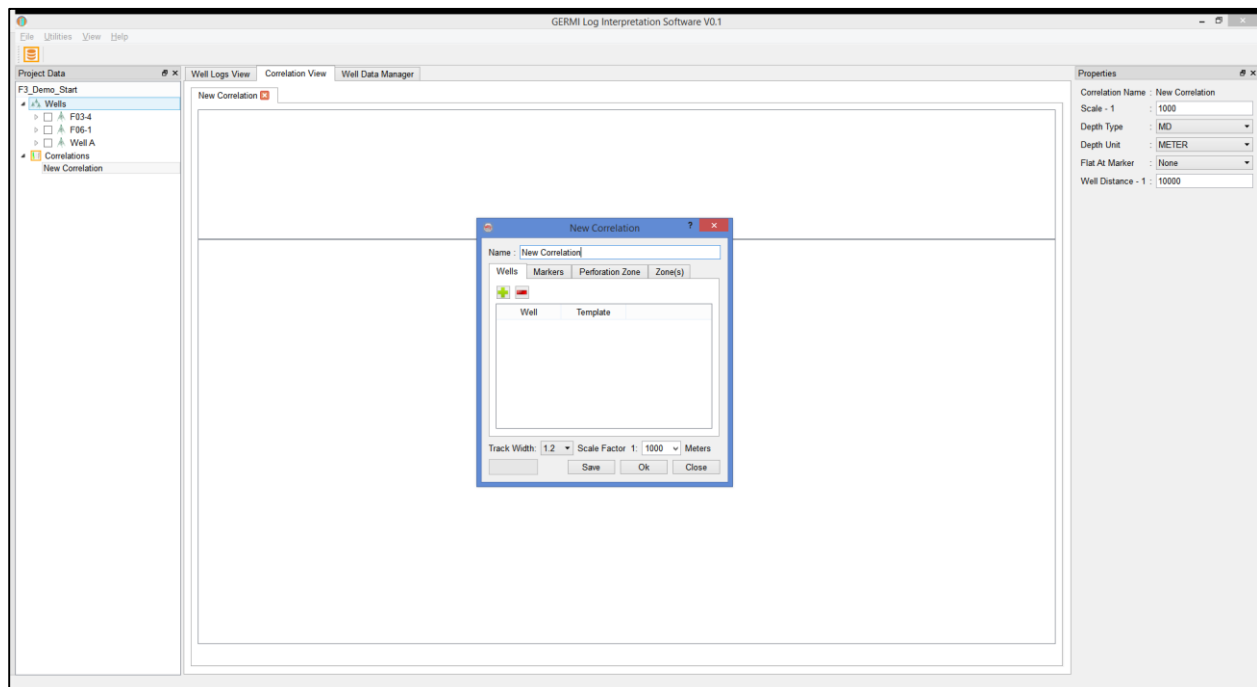 GERMI Log Interpretation Software V0.1
File Utilities View Help
Project Data
F3_Demo_Start
Wells
F03-4
F06-1
Well A
Correlations
New Correlation
Well Logs View Correlation View Well Data Manager
New Correlation
New Correlation ?
Name : New Correlation
Wells Markers Perforation Zone Zone(s)
Well Template
Track Width: 1.2 Scale Factor 1: 1000 Meters
Save Ok Close
Properties
Correlation Name : New Correlation
Scale - 1 : 1000
Depth Type : MD
Depth Unit : METER
Flat At Marker : None
Well Distance - 1 : 10000